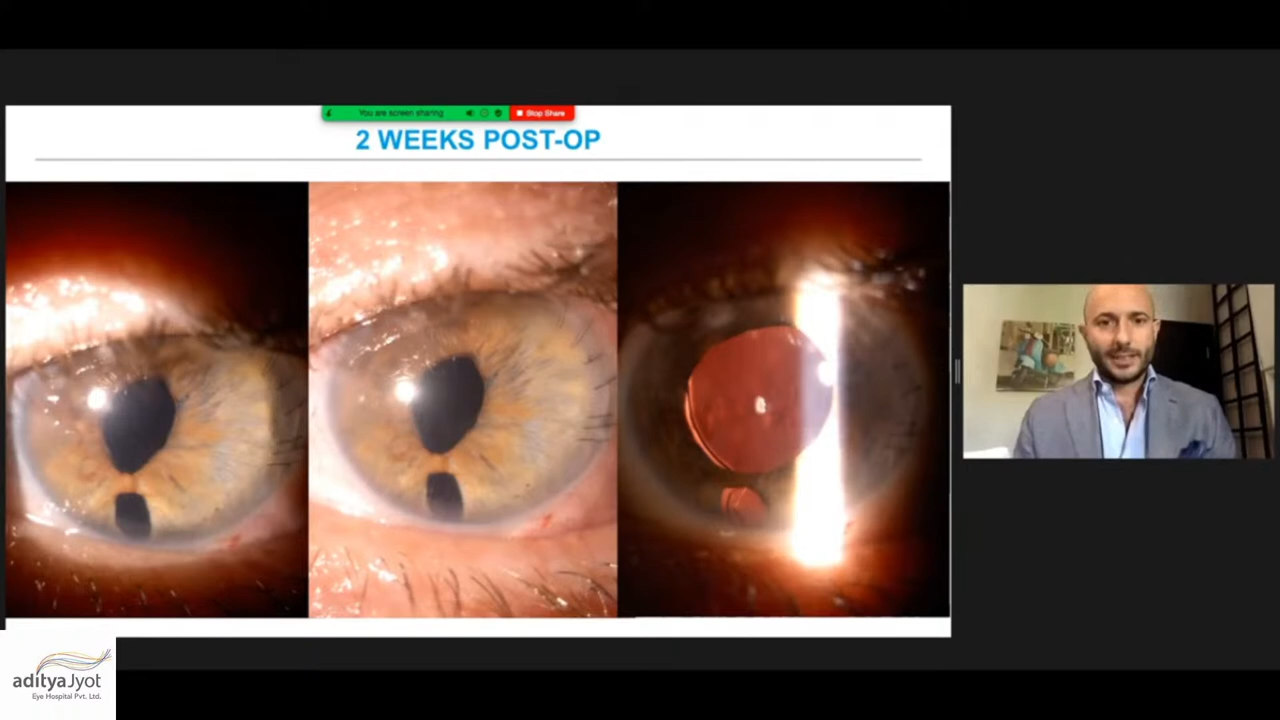 You are screen sharing
Stop Share
2 WEEKS POST-OP
adityaJyot
Eye Hospital Pvt. Ltd.